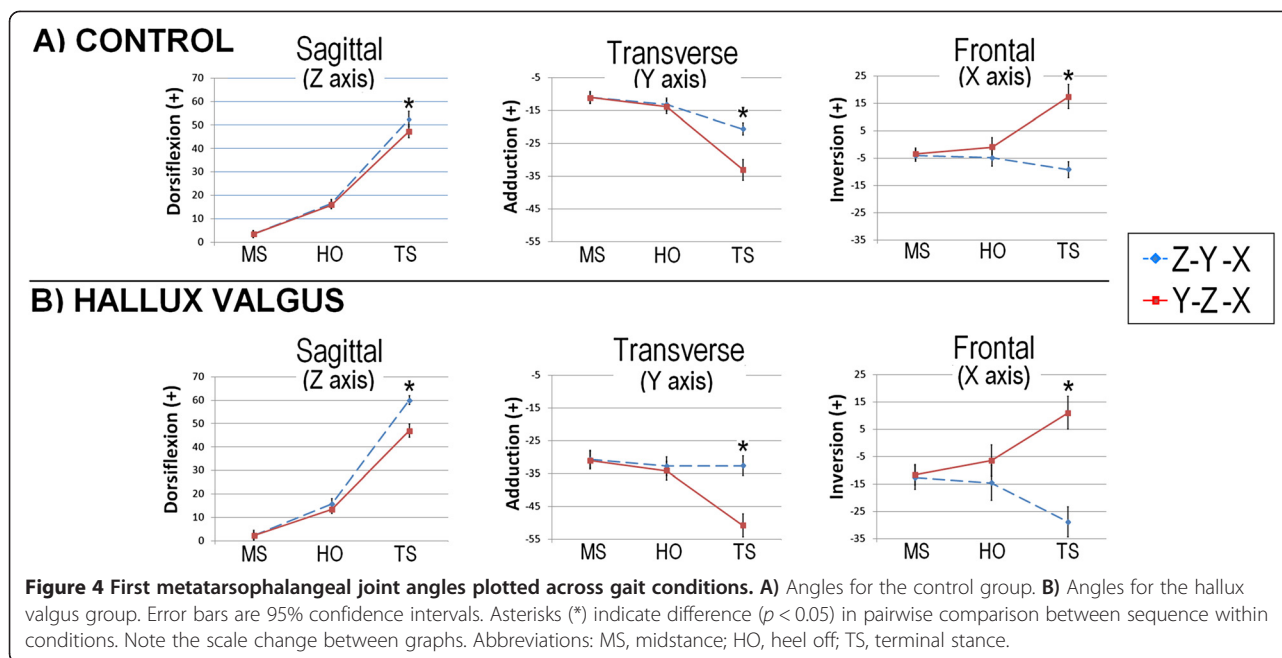 A) CONTROL
Sagittal
(Z axis)
Dorsiflexion (+)
70
60
50
40
30
20
10
0
*
MS HO TS
Transverse
(Y axis)
Adduction (+)
-5
-15
-25
-35
-45
-55
*
MS HO TS
Frontal
(X axis)
Inversion (+)
25
15
5
-5
-15
-25
-35
*
MS HO TS
Z-Y-X
Y-Z-X
B) HALLUX VALGUS
Sagittal
(Z axis)
Dorsiflexion (+)
70
60
50
40
30
20
10
0
*
MS HO TS
Transverse
(Y axis)
Adduction (+)
-5
-15
-25
-35
-45
-55
*
MS HO TS
Frontal
(X axis)
Inversion (+)
25
15
5
-5
-15
-25
-35
*
MS HO TS
Figure 4 First metatarsophalangeal joint angles plotted across gait conditions. A) Angles for the control group. B) Angles for the hallux
valgus group. Error bars are 95% confidence intervals. Asterisks (*) indicate difference (p < 0.05) in pairwise comparison between sequence within
conditions. Note the scale change between graphs. Abbreviations: MS, midstance; HO, heel off; TS, terminal stance.